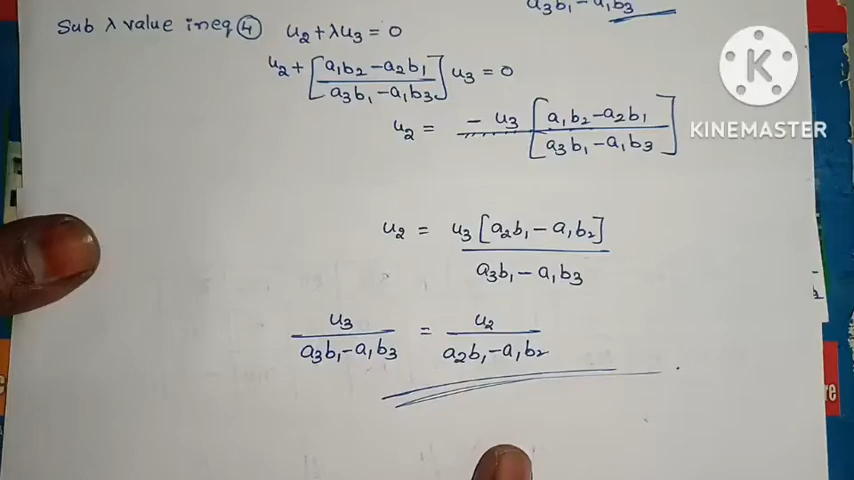 a₃b₁ - a₁b₃
Sub λ value in eq ④ u₂ + λu₃ = 0
u₂ + [a₁b₂ - a₂b₁ / a₃b₁ - a₁b₃] u₃ = 0
u₂ = - u₃ [a₁b₂ - a₂b₁ / a₃b₁ - a₁b₃]
KINEMASTER
u₂ = u₃ [a₂b₁ - a₁b₂] / a₃b₁ - a₁b₃
u₃ / a₃b₁ - a₁b₃ = u₂ / a₂b₁ - a₁b₂